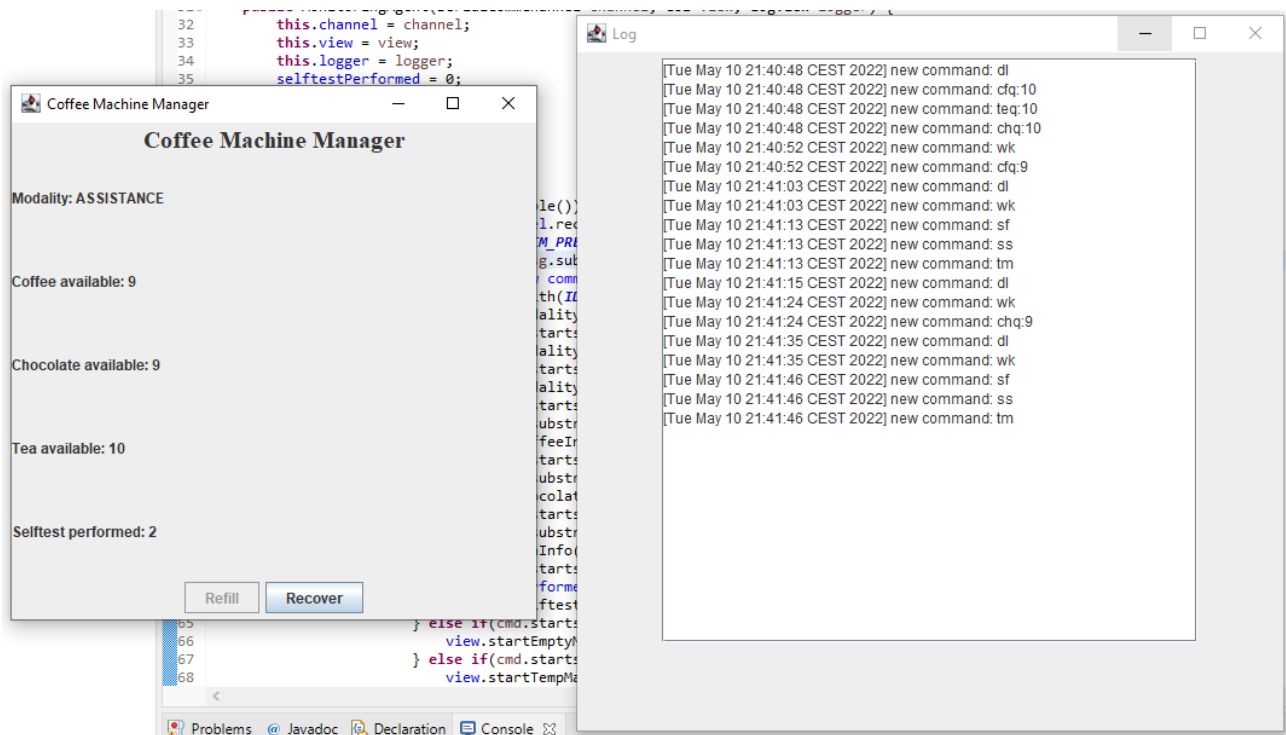 32 this.channel = channel;
33 this.view = view;
34 this.logger = logger;
35 selftestPerformed = 0;
Coffee Machine Manager
Coffee Machine Manager
Modality: ASSISTANCE
Coffee available: 9
Chocolate available: 9
Tea available: 10
Selftest performed: 2
Refill Recover
65 } else if(cmd.starts
66 view.startEmptyM
67 } else if(cmd.starts
68 view.startTempMa
Problems @ Javadoc Declaration Console
Log
[Tue May 10 21:40:48 CEST 2022] new command: dl
[Tue May 10 21:40:48 CEST 2022] new command: cfq:10
[Tue May 10 21:40:48 CEST 2022] new command: teq:10
[Tue May 10 21:40:48 CEST 2022] new command: chq:10
[Tue May 10 21:40:52 CEST 2022] new command: wk
[Tue May 10 21:40:52 CEST 2022] new command: cfq:9
[Tue May 10 21:41:03 CEST 2022] new command: dl
[Tue May 10 21:41:03 CEST 2022] new command: wk
[Tue May 10 21:41:13 CEST 2022] new command: sf
[Tue May 10 21:41:13 CEST 2022] new command: ss
[Tue May 10 21:41:13 CEST 2022] new command: tm
[Tue May 10 21:41:15 CEST 2022] new command: dl
[Tue May 10 21:41:24 CEST 2022] new command: wk
[Tue May 10 21:41:24 CEST 2022] new command: chq:9
[Tue May 10 21:41:35 CEST 2022] new command: dl
[Tue May 10 21:41:35 CEST 2022] new command: wk
[Tue May 10 21:41:46 CEST 2022] new command: sf
[Tue May 10 21:41:46 CEST 2022] new command: ss
[Tue May 10 21:41:46 CEST 2022] new command: tm